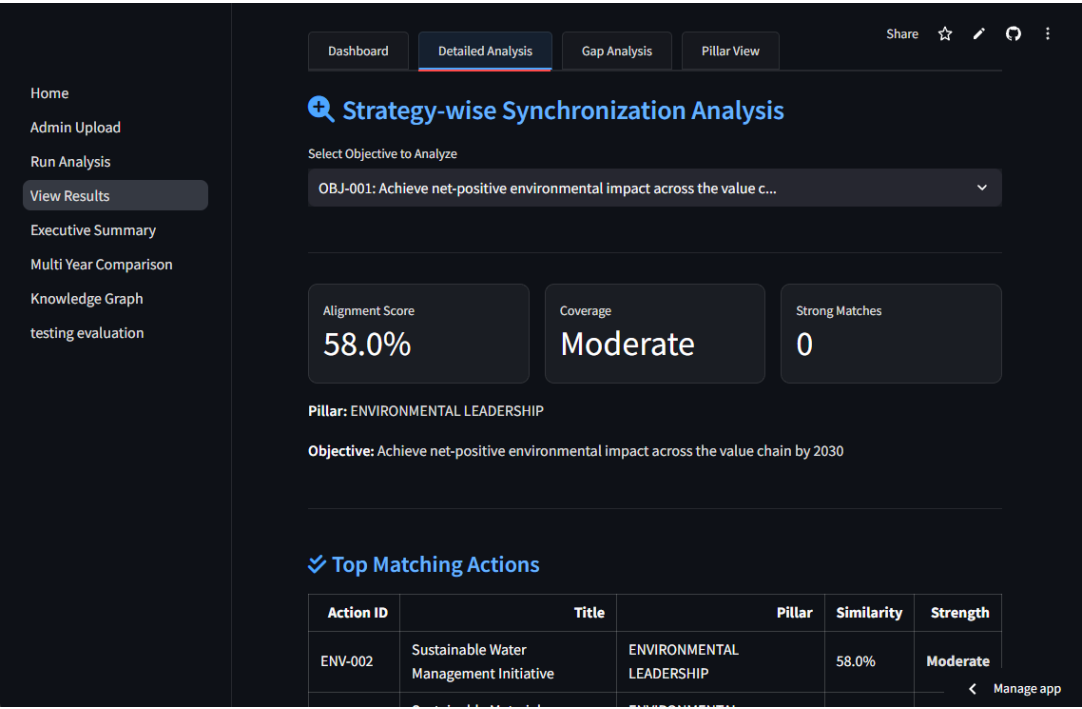 Share
Dashboard Detailed Analysis Gap Analysis Pillar View
Home
Admin Upload
Run Analysis
View Results
Executive Summary
Multi Year Comparison
Knowledge Graph
testing evaluation
Strategy-wise Synchronization Analysis
Select Objective to Analyze
OBJ-001: Achieve net-positive environmental impact across the value c...
Alignment Score
58.0%
Coverage
Moderate
Strong Matches
0
Pillar: ENVIRONMENTAL LEADERSHIP
Objective: Achieve net-positive environmental impact across the value chain by 2030
Top Matching Actions
Action ID Title Pillar Similarity Strength
ENV-002
Sustainable Water
Management Initiative
ENVIRONMENTAL
LEADERSHIP
58.0%
Moderate
Manage app